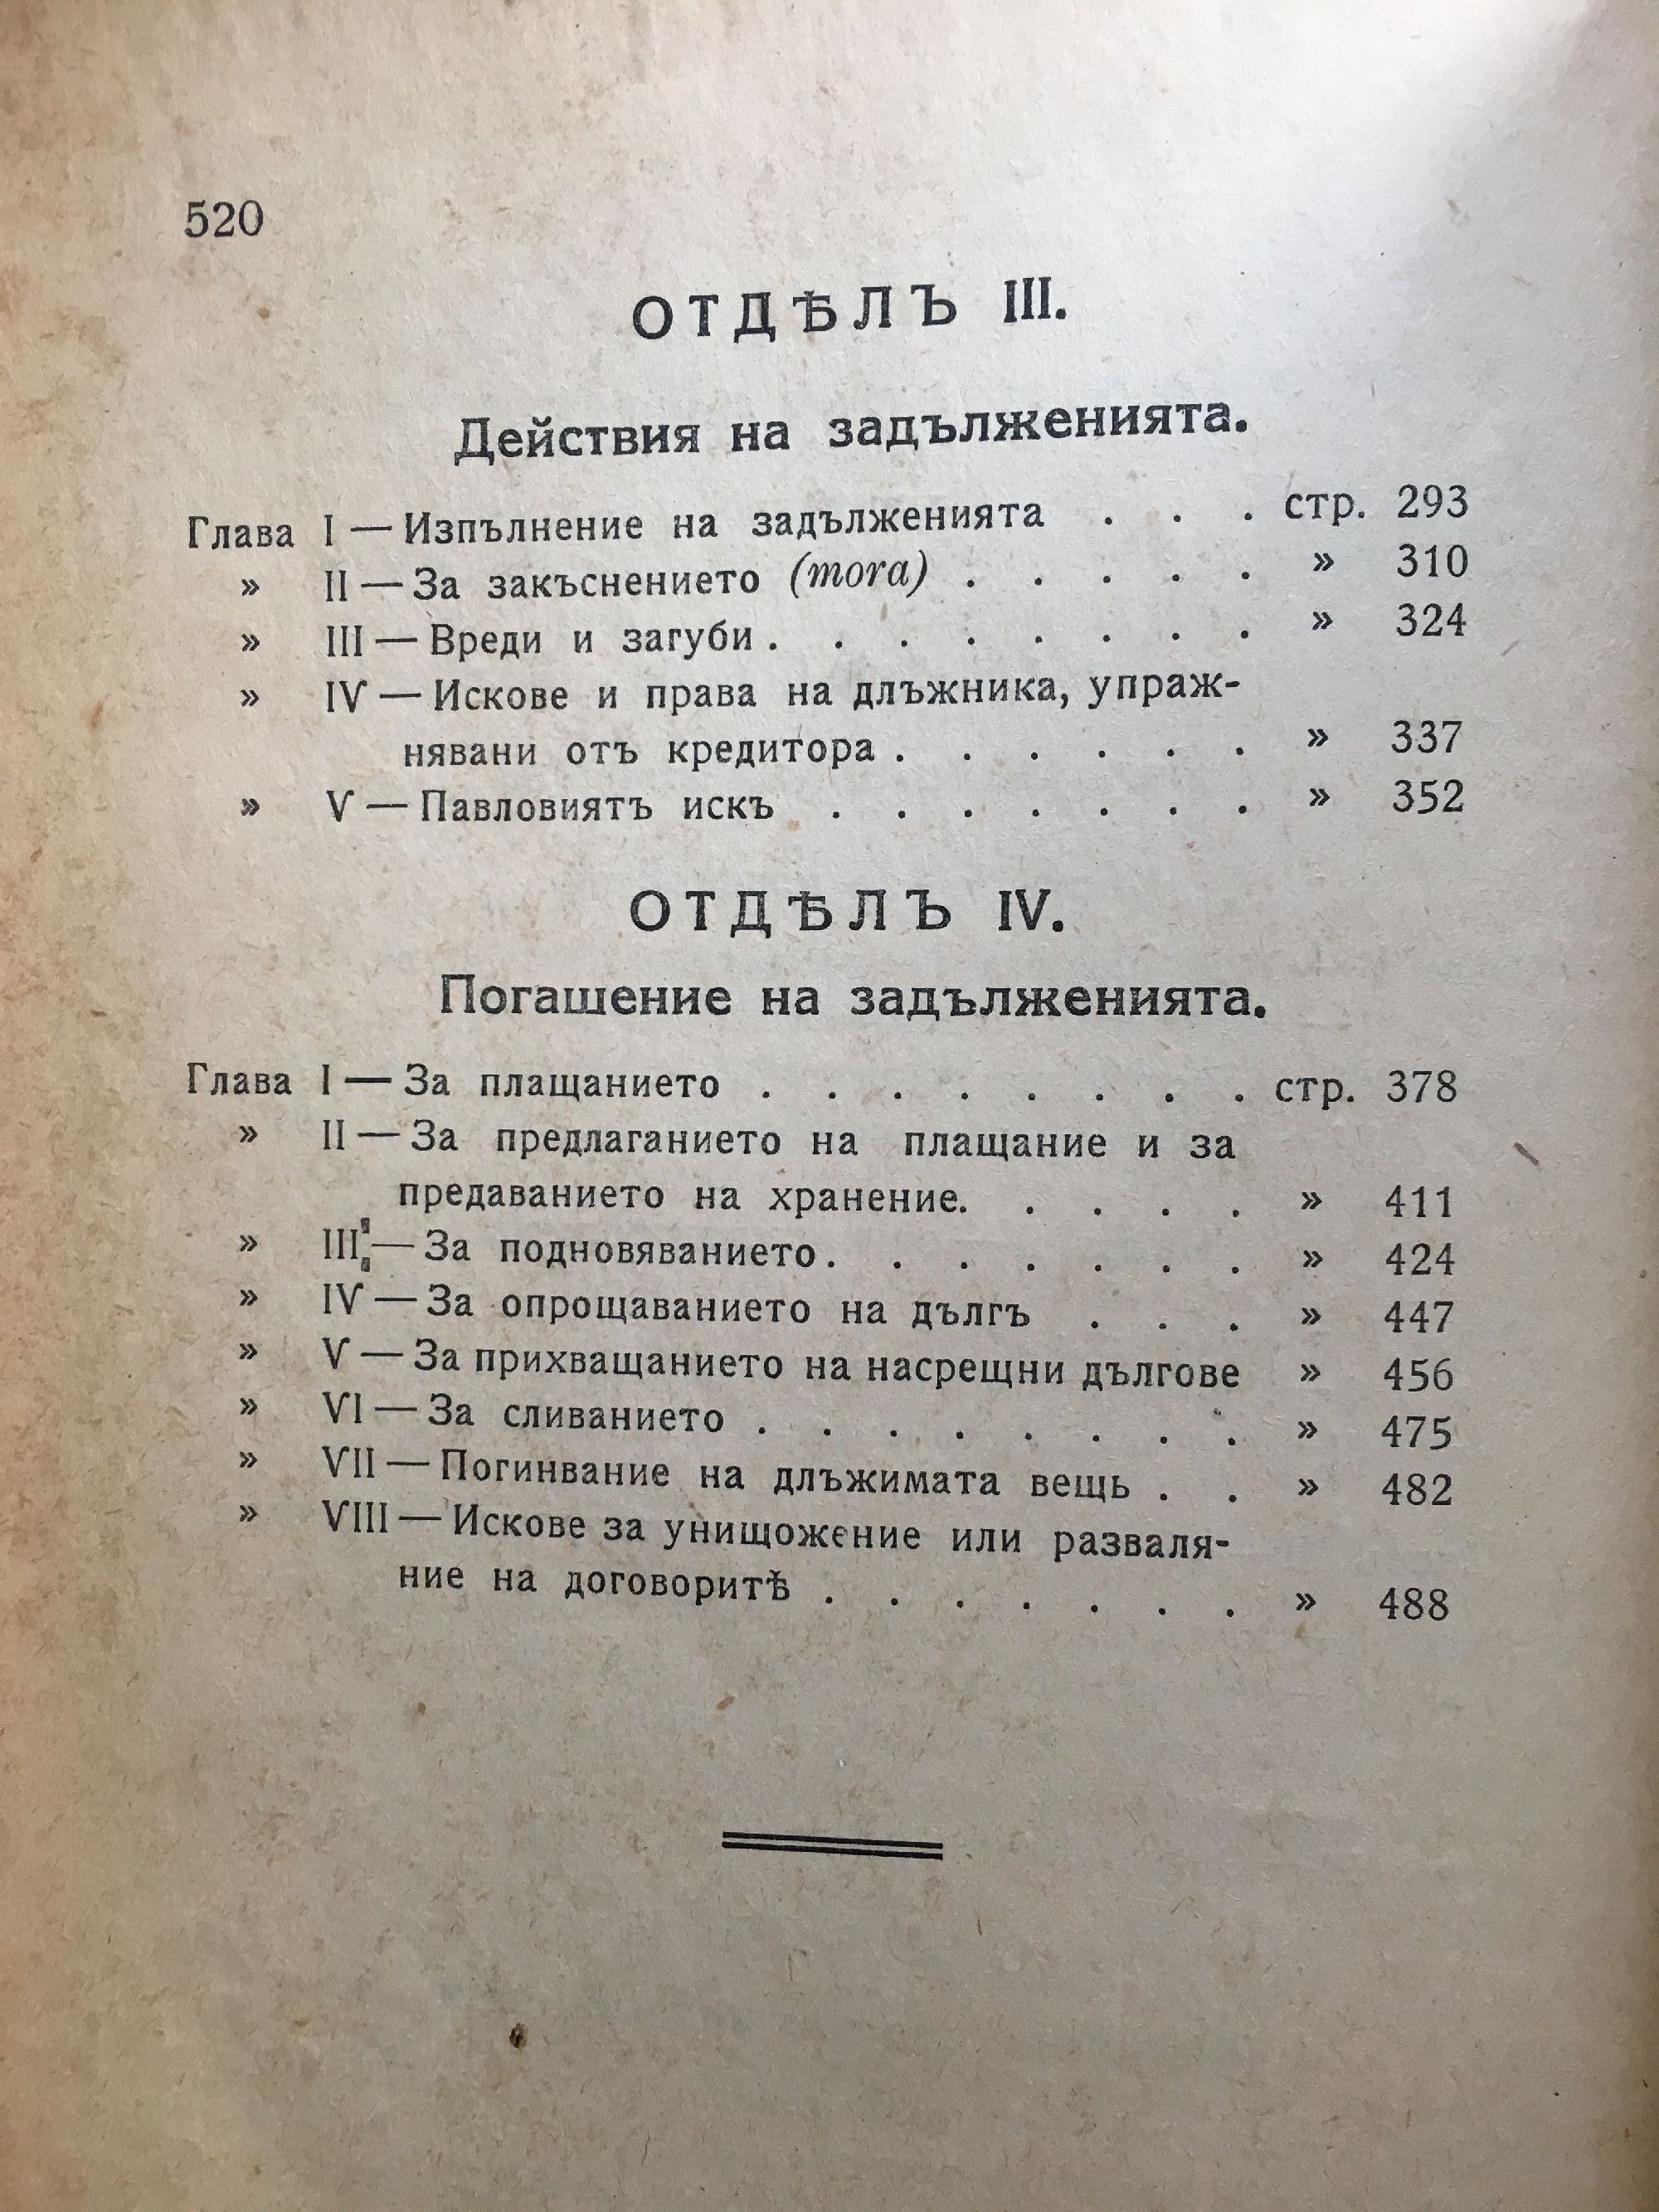 520
ОТДѢЛЪ III.
Действия на задълженията.
Глава I — Изпълнение на задълженията . . . стр. 293
» II — За закъснението (mora) . . . . . » 310
» III — Вреди и загуби . . . . . . . . » 324
» IV — Искове и права на длъжника, упраж-
нявани отъ кредитора . . . . . . » 337
» V — Павловиятъ искъ . . . . . . . » 352
ОТДѢЛЪ IV.
Погашение на задълженията.
Глава I — За плащанието . . . . . . . . стр. 378
» II — За предлаганието на плащание и за
предаванието на хранение. . . . . » 411
» III — За подновяванието . . . . . . . » 424
» IV — За опрощаванието на дългъ . . . » 447
» V — За прихващанието на насрещни дългове » 456
» VI — За сливанието . . . . . . . . » 475
» VII — Погинвание на длъжимата вещь . . » 482
» VIII — Искове за унищожение или разваля-
ние на договоритѣ . . . . . . . » 488